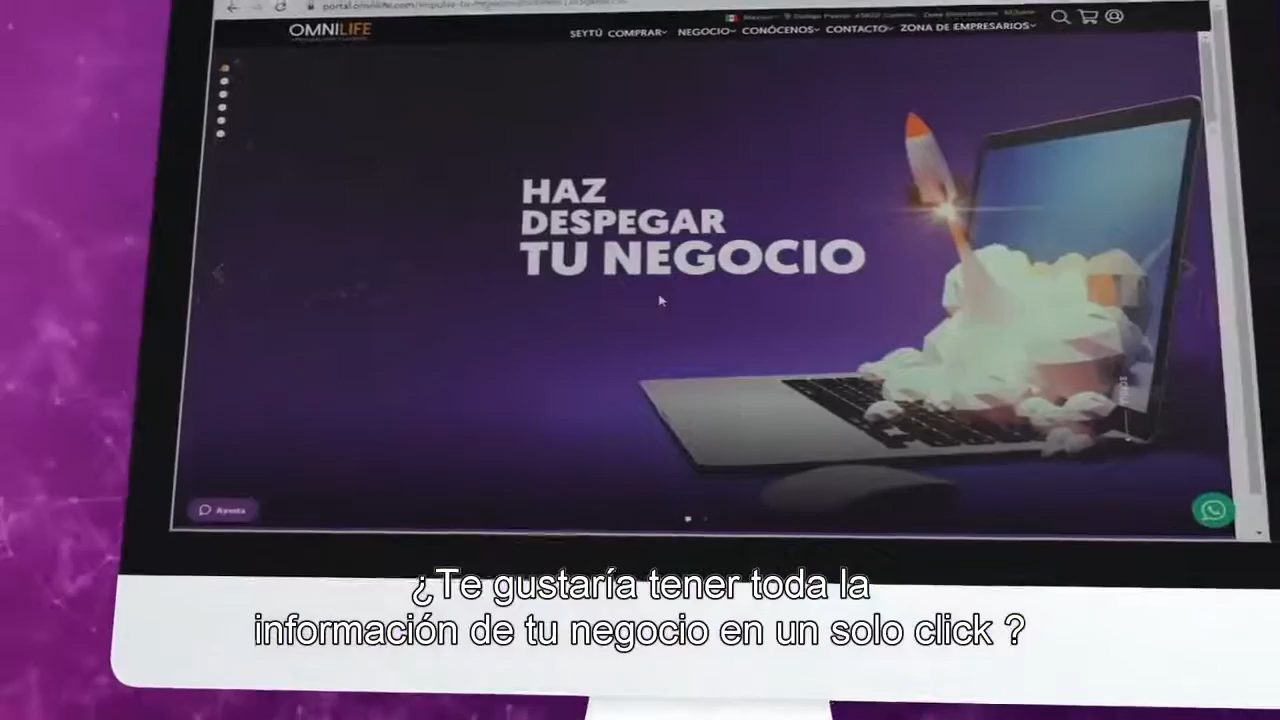 OMNILIFE
SEYTÚ COMPRAR NEGOCIO CONÓCENOS CONTACTO ZONA DE EMPRESARIOS
HAZ
DESPEGAR
TU NEGOCIO
Ayuda
¿Te gustaría tener toda la
información de tu negocio en un solo click ?